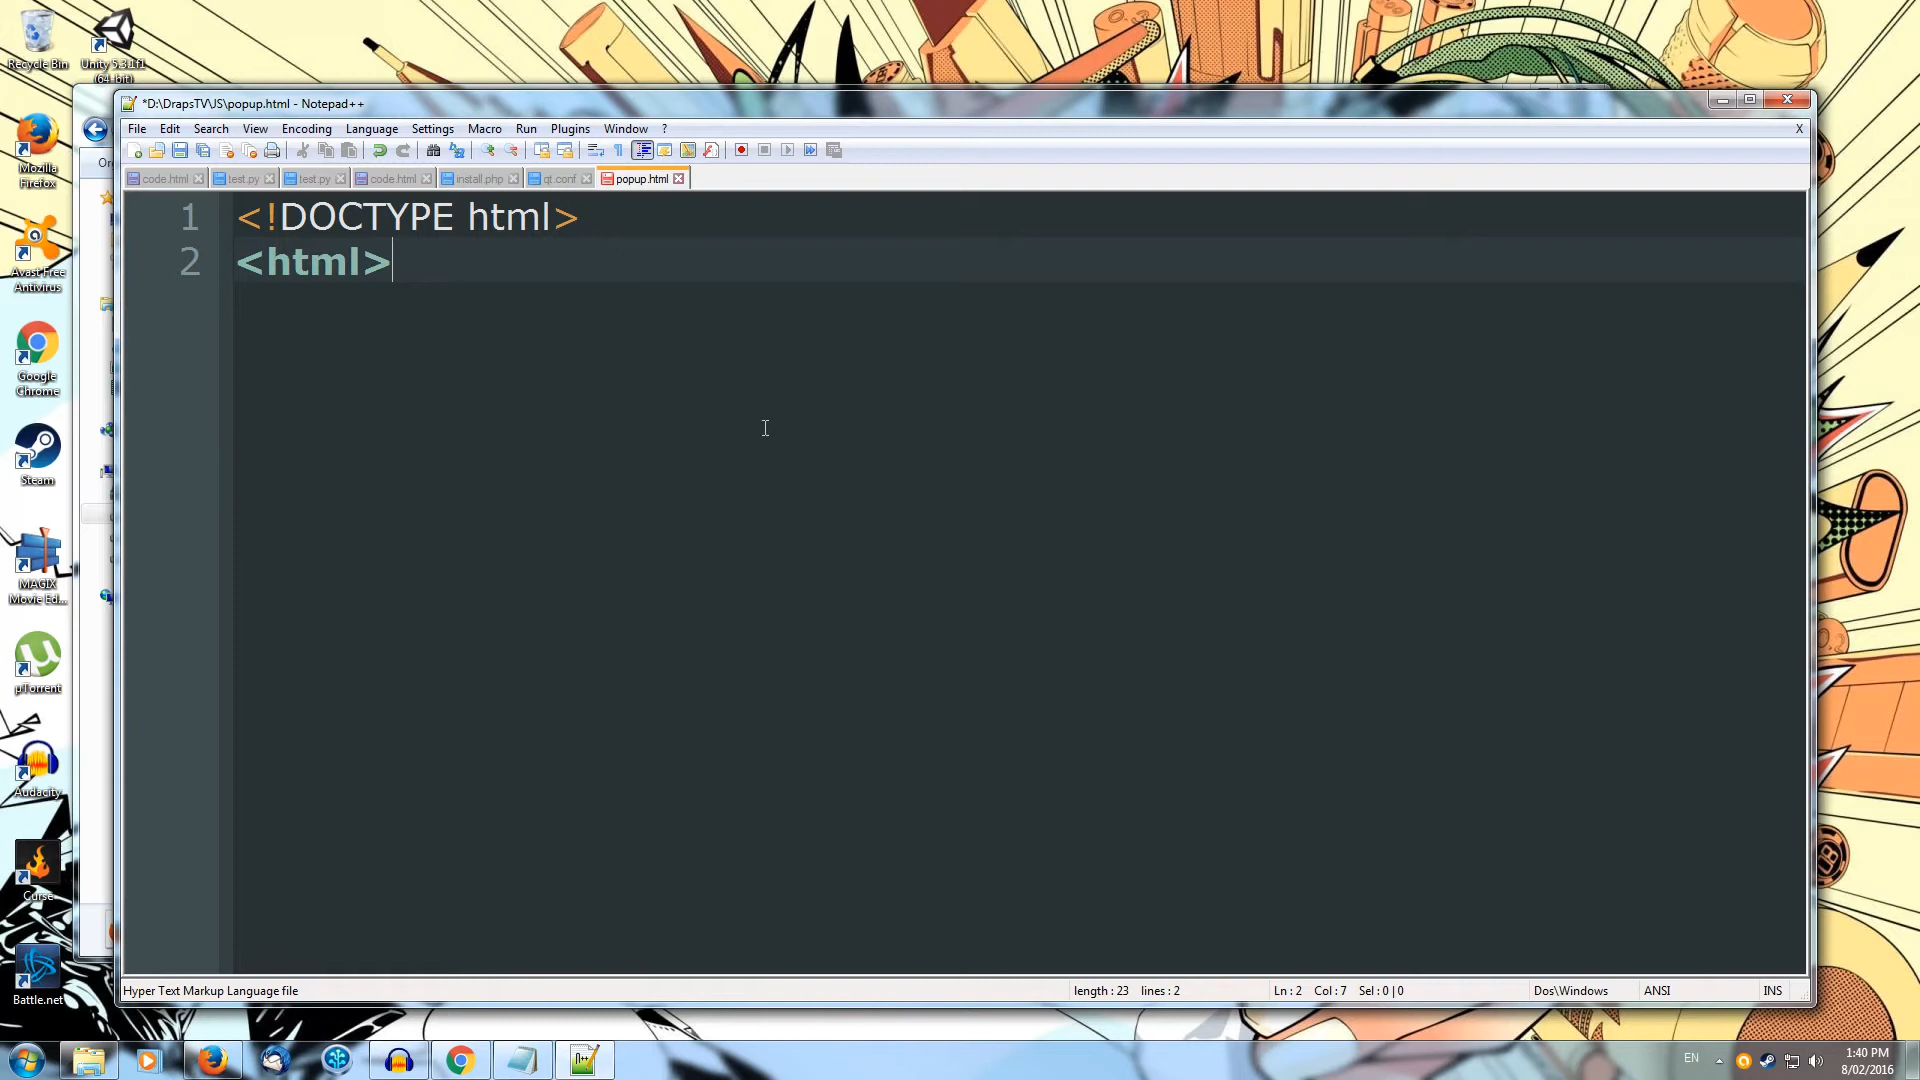 Recycle Bin
Unity 5.3.1f1
(64-bit)
Mozilla
Firefox
Avast Free
Antivirus
Google
Chrome
Steam
MAGIX
Movie Ed...
µTorrent
Audacity
Curse
Battle.net
*D:\DrapsTV\JS\popup.html - Notepad++
File Edit Search View Encoding Language Settings Macro Run Plugins Window ? X
code.html test.py test.py code.html install.php qt.conf popup.html
1 <!DOCTYPE html>
2 <html>
Hyper Text Markup Language file length : 23 lines : 2 Ln : 2 Col : 7 Sel : 0 | 0 Dos\Windows ANSI INS
EN
1:40 PM
8/02/2016